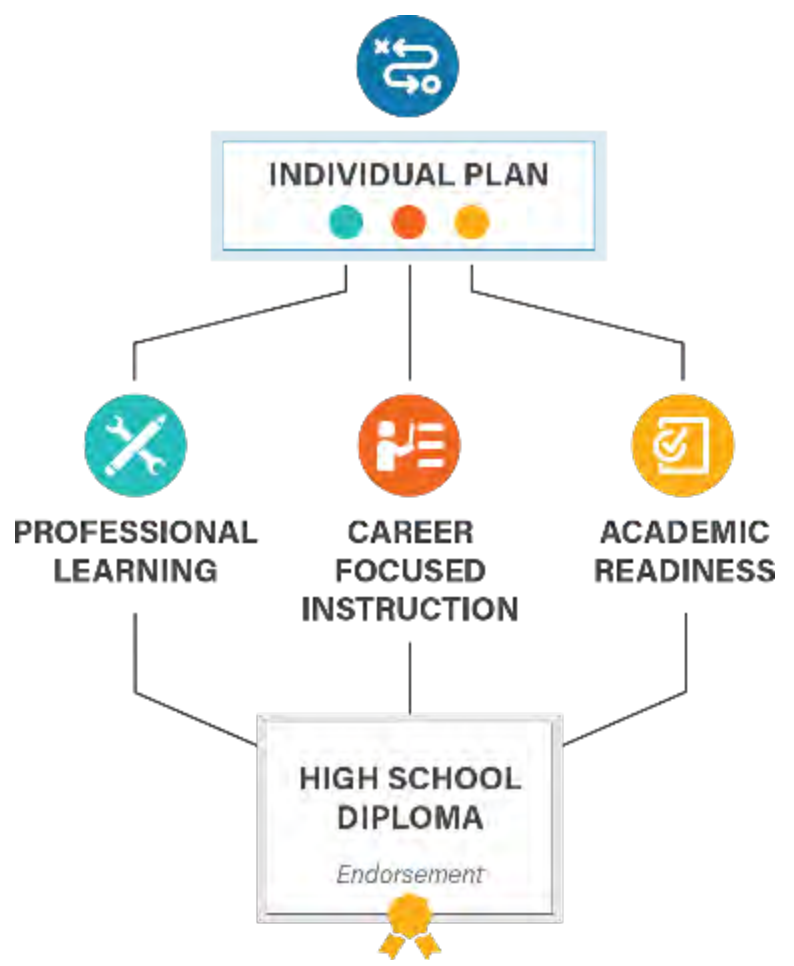 INDIVIDUAL PLAN
PROFESSIONAL
LEARNING
CAREER
FOCUSED
INSTRUCTION
ACADEMIC
READINESS
HIGH SCHOOL
DIPLOMA
Endorsement